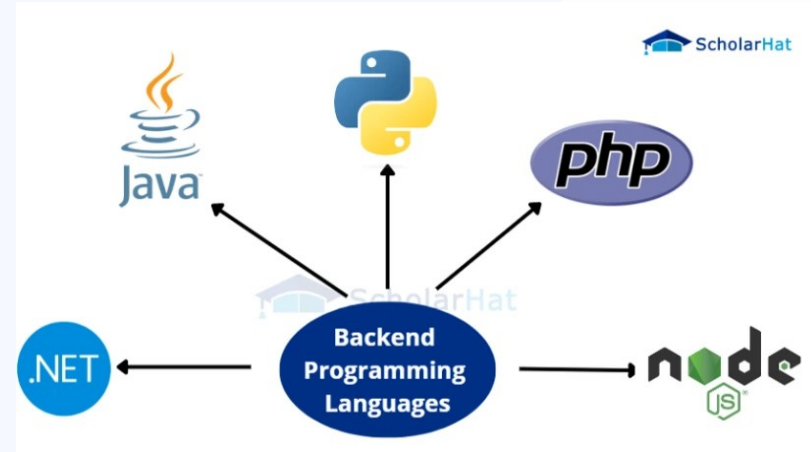 ScholarHat
Java
php
ScholarHat
Backend
Programming
Languages
.NET
node
JS